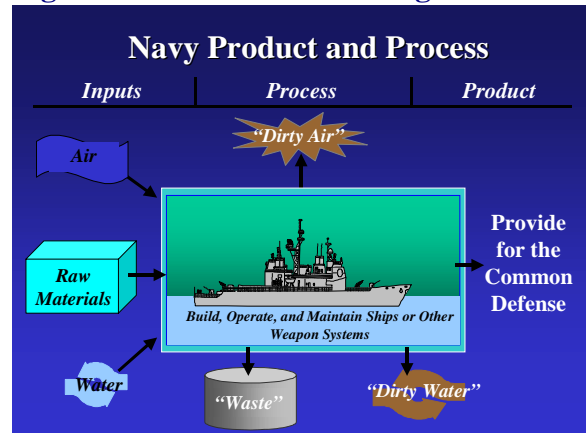 Navy Product and Process
Inputs
Process
Product
“Dirty Air”
Air
Provide
for the
Common
Defense
Raw
Materials
Build, Operate, and Maintain Ships or Other
Weapon Systems
Water
“Waste”
“Dirty Water”